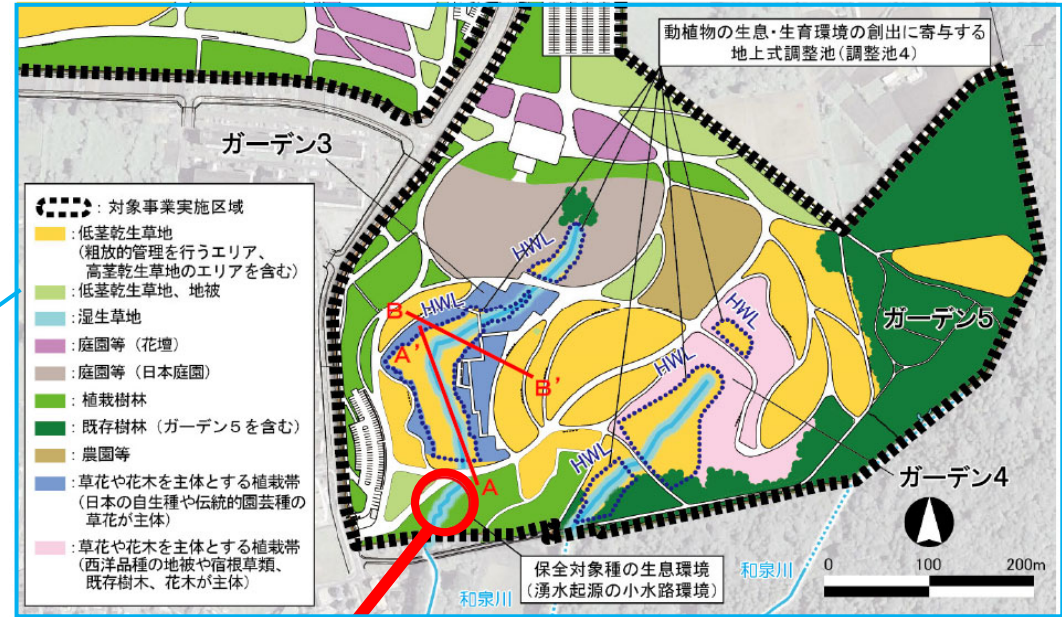 動植物の生息・生育環境の創出に寄与する
地上式調整池(調整池4)
ガーデン3
:対象事業実施区域
:低茎乾生草地
(粗放的管理を行うエリア、
高茎乾生草地のエリアを含む)
:低茎乾生草地、地被
:湿生草地
:庭園等(花壇)
:庭園等(日本庭園)
:植栽樹林
:既存樹林(ガーデン5を含む)
:農園等
:草花や花木を主体とする植栽帯
(日本の自生種や伝統的園芸種の
草花が主体)
:草花や花木を主体とする植栽帯
(西洋品種の地被や宿根草類、
既存樹木、花木が主体)
HWL
HWL
B
A'
B'
A
HWL
HWL
HWL
ガーデン5
ガーデン4
保全対象種の生息環境
(湧水起源の小水路環境)
和泉川
和泉川
0 100 200m